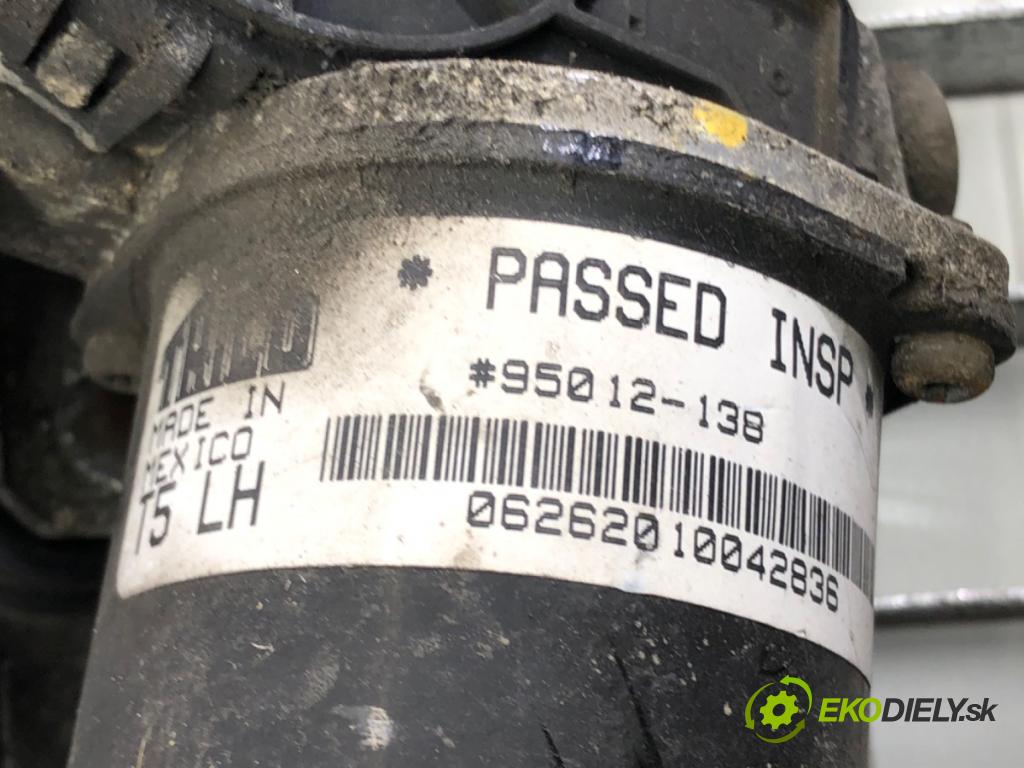 * PASSED INSP *
TRICO
#95012-138
MADE IN
MEXICO
T5 LH
06262010042836
EKODIELY.sk